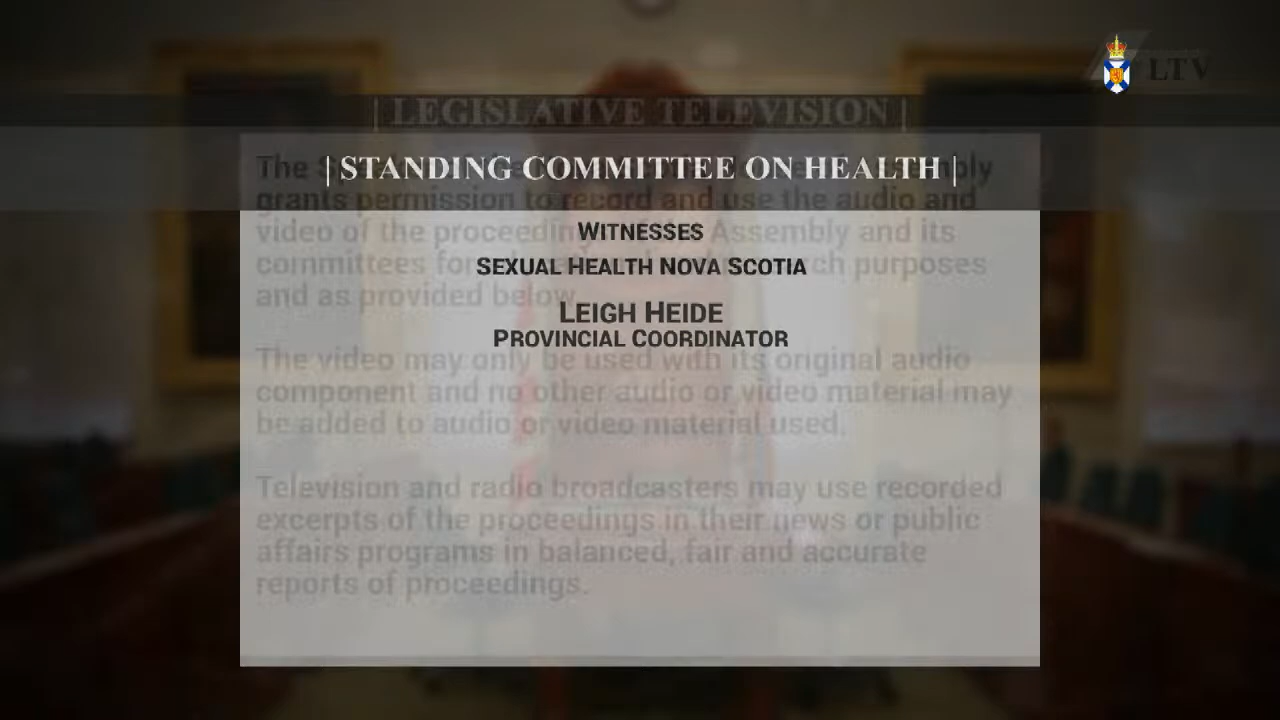 LTV
| LEGISLATIVE TELEVISION |
| STANDING COMMITTEE ON HEALTH |
The
grants permission to record and use the audio and
WITNESSES
video of the Assembly and its
SEXUAL HEALTH NOVA SCOTIA
committees for purposes
and as provided below
LEIGH HEIDE
PROVINCIAL COORDINATOR
The video may only be used with its original audio
component and no other audio or video material may
be added to audio or video material used.
Television and radio broadcasters may use recorded
excerpts of the proceedings in their news or public
affairs programs in balanced, fair and accurate
reports of proceedings.